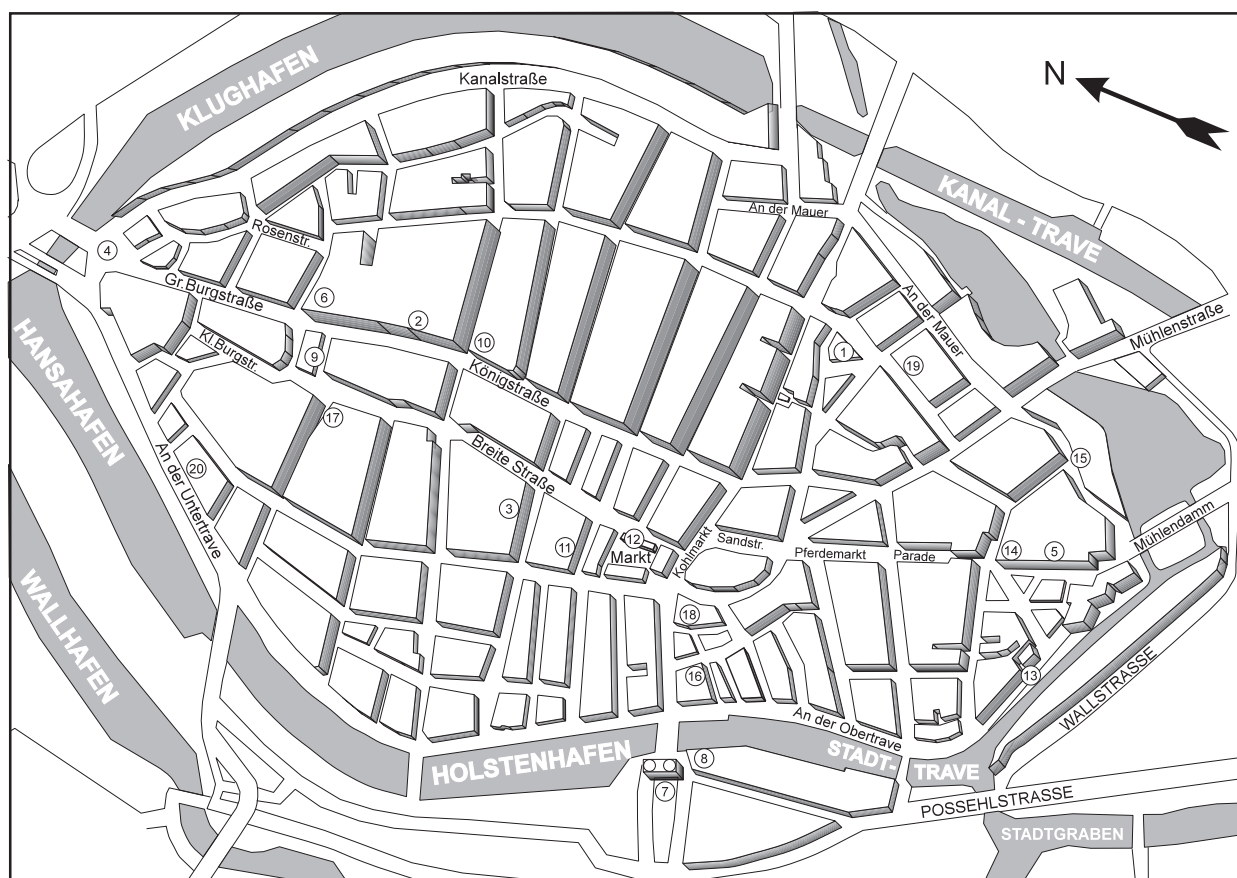 Kanalstraße
KLUGHAFEN
N
KANAL - TRAVE
An der Mauer
Rosenstr.
4
Gr.Burgstraße
6
2
An der Mauer
Mühlenstraße
HANSAHAFEN
Kl.Burgstr.
9
10
1
19
Königstraße
17
Breite Straße
20
An der Untertrave
15
3
11
12
Markt
Kohlmarkt
Sandstr.
Pferdemarkt
Parade
14
5
Mühlendamm
WALLHAFEN
18
16
13
WALLSTRASSE
An der Obertrave
HOLSTENHAFEN
8
STADT-
TRAVE
7
POSSEHLSTRASSE
STADTGRABEN